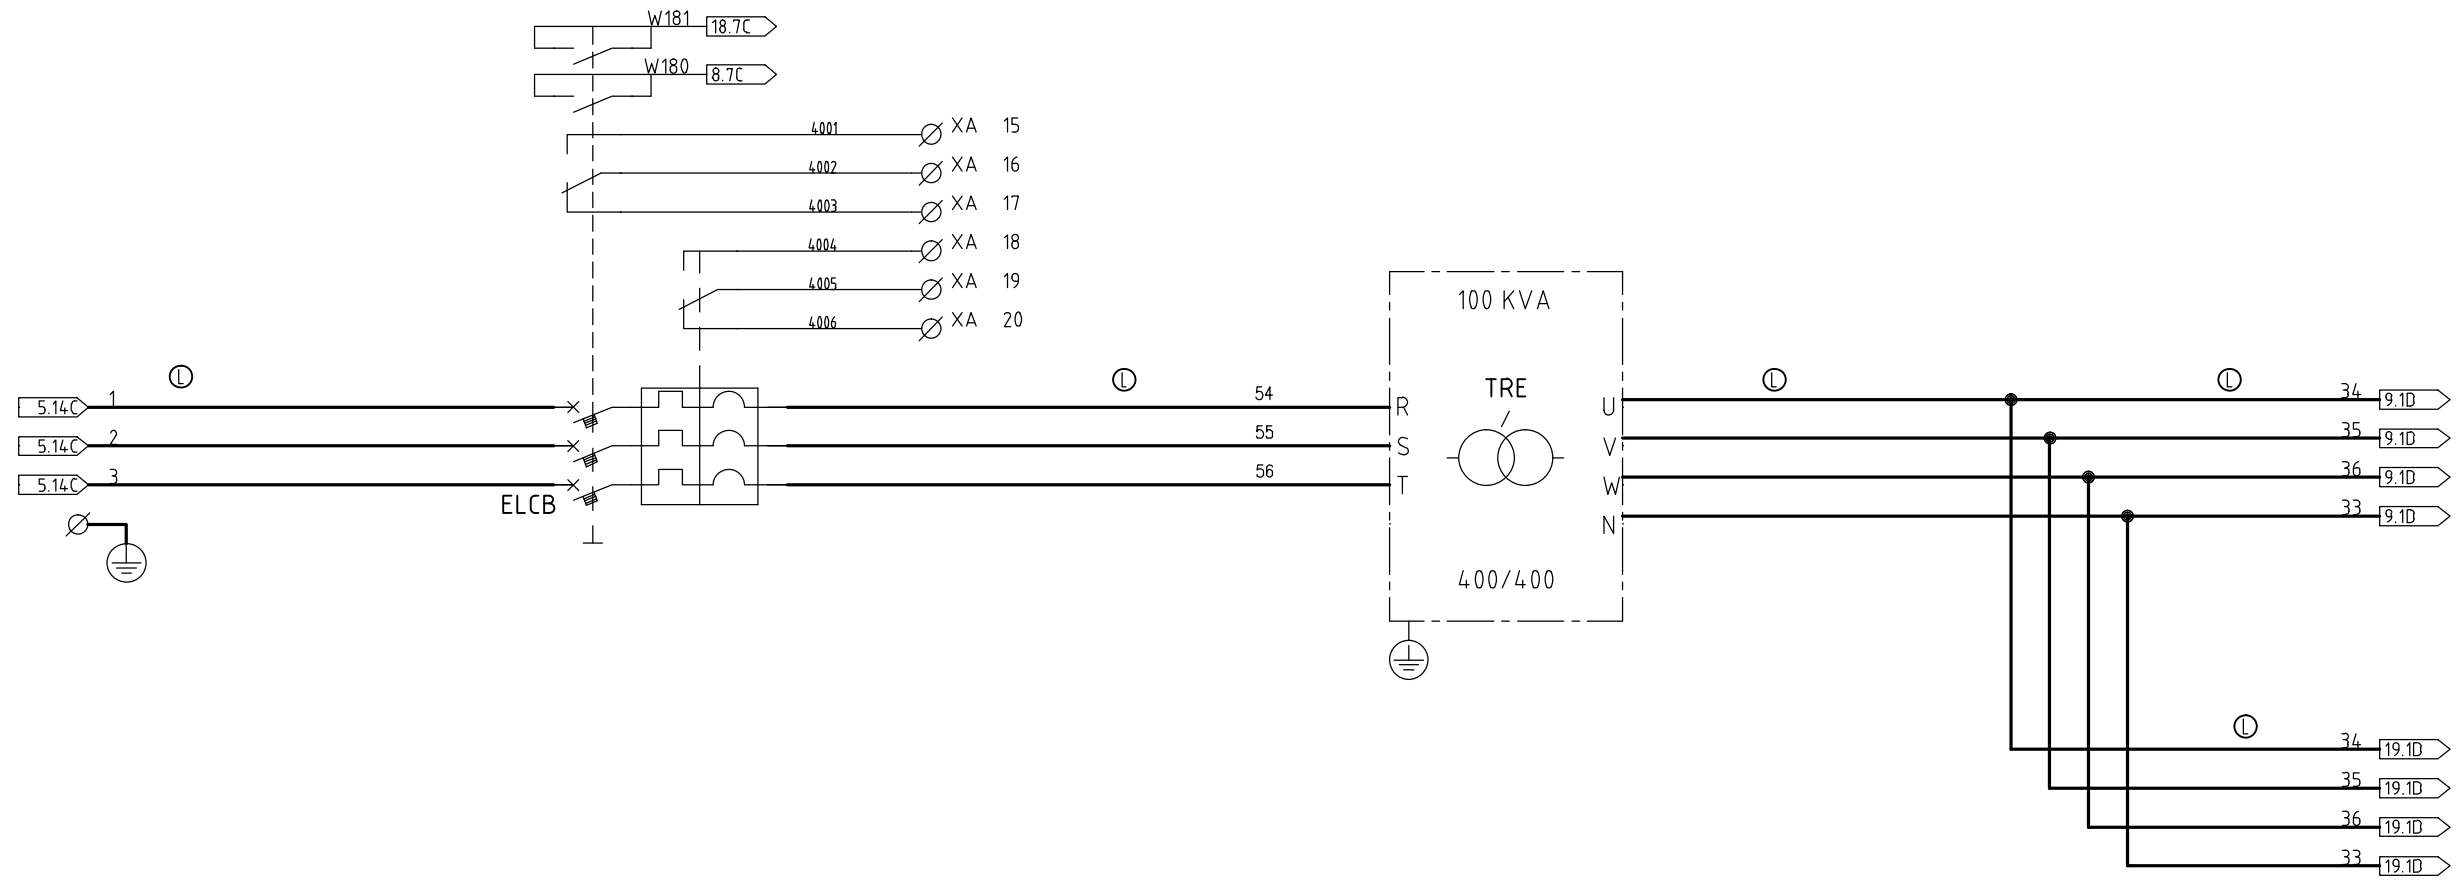 W181 18.7C
W180 8.7C
4001 XA 15
4002 XA 16
4003 XA 17
4004 XA 18
4005 XA 19
4006 XA 20
100 KVA
TRE
L L L L
5.14C 1 54 R U 34 9.1D
5.14C 2 55 S V 35 9.1D
5.14C 3 56 T W 36 9.1D
ELCB N 33 9.1D
400/400
L
34 19.1D
35 19.1D
36 19.1D
33 19.1D